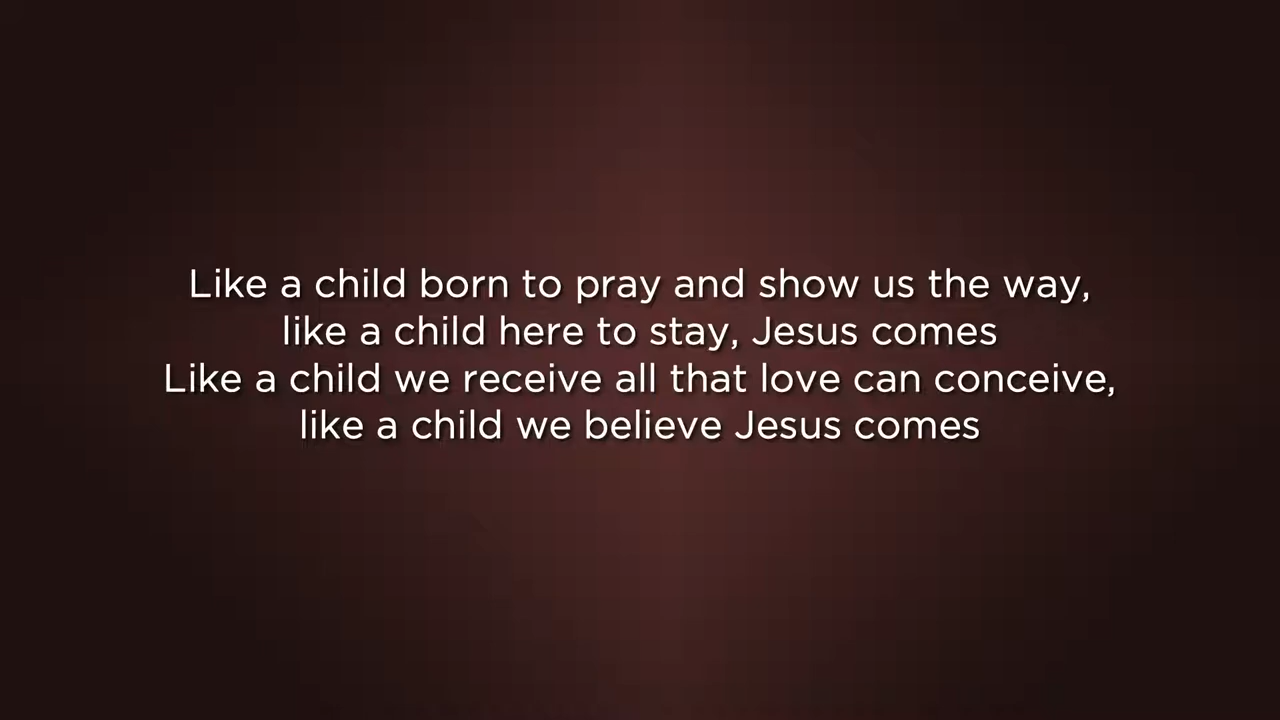 Like a child born to pray and show us the way,
like a child here to stay, Jesus comes
Like a child we receive all that love can conceive,
like a child we believe Jesus comes